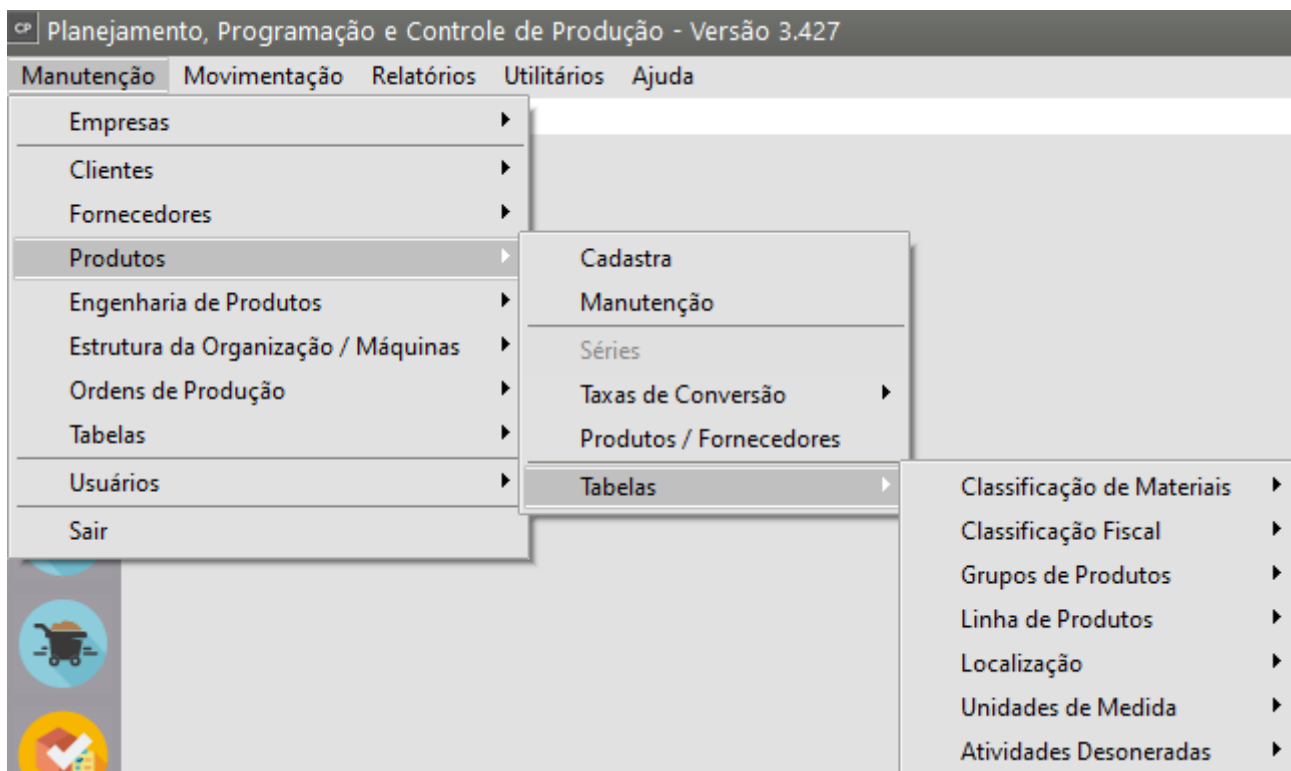 CP Planejamento, Programação e Controle de Produção - Versão 3.427
Manutenção Movimentação Relatórios Utilitários Ajuda
Empresas
Clientes
Fornecedores
Produtos
Engenharia de Produtos
Estrutura da Organização / Máquinas
Ordens de Produção
Tabelas
Usuários
Sair
Cadastra
Manutenção
Séries
Taxas de Conversão
Produtos / Fornecedores
Tabelas
Classificação de Materiais
Classificação Fiscal
Grupos de Produtos
Linha de Produtos
Localização
Unidades de Medida
Atividades Desoneradas